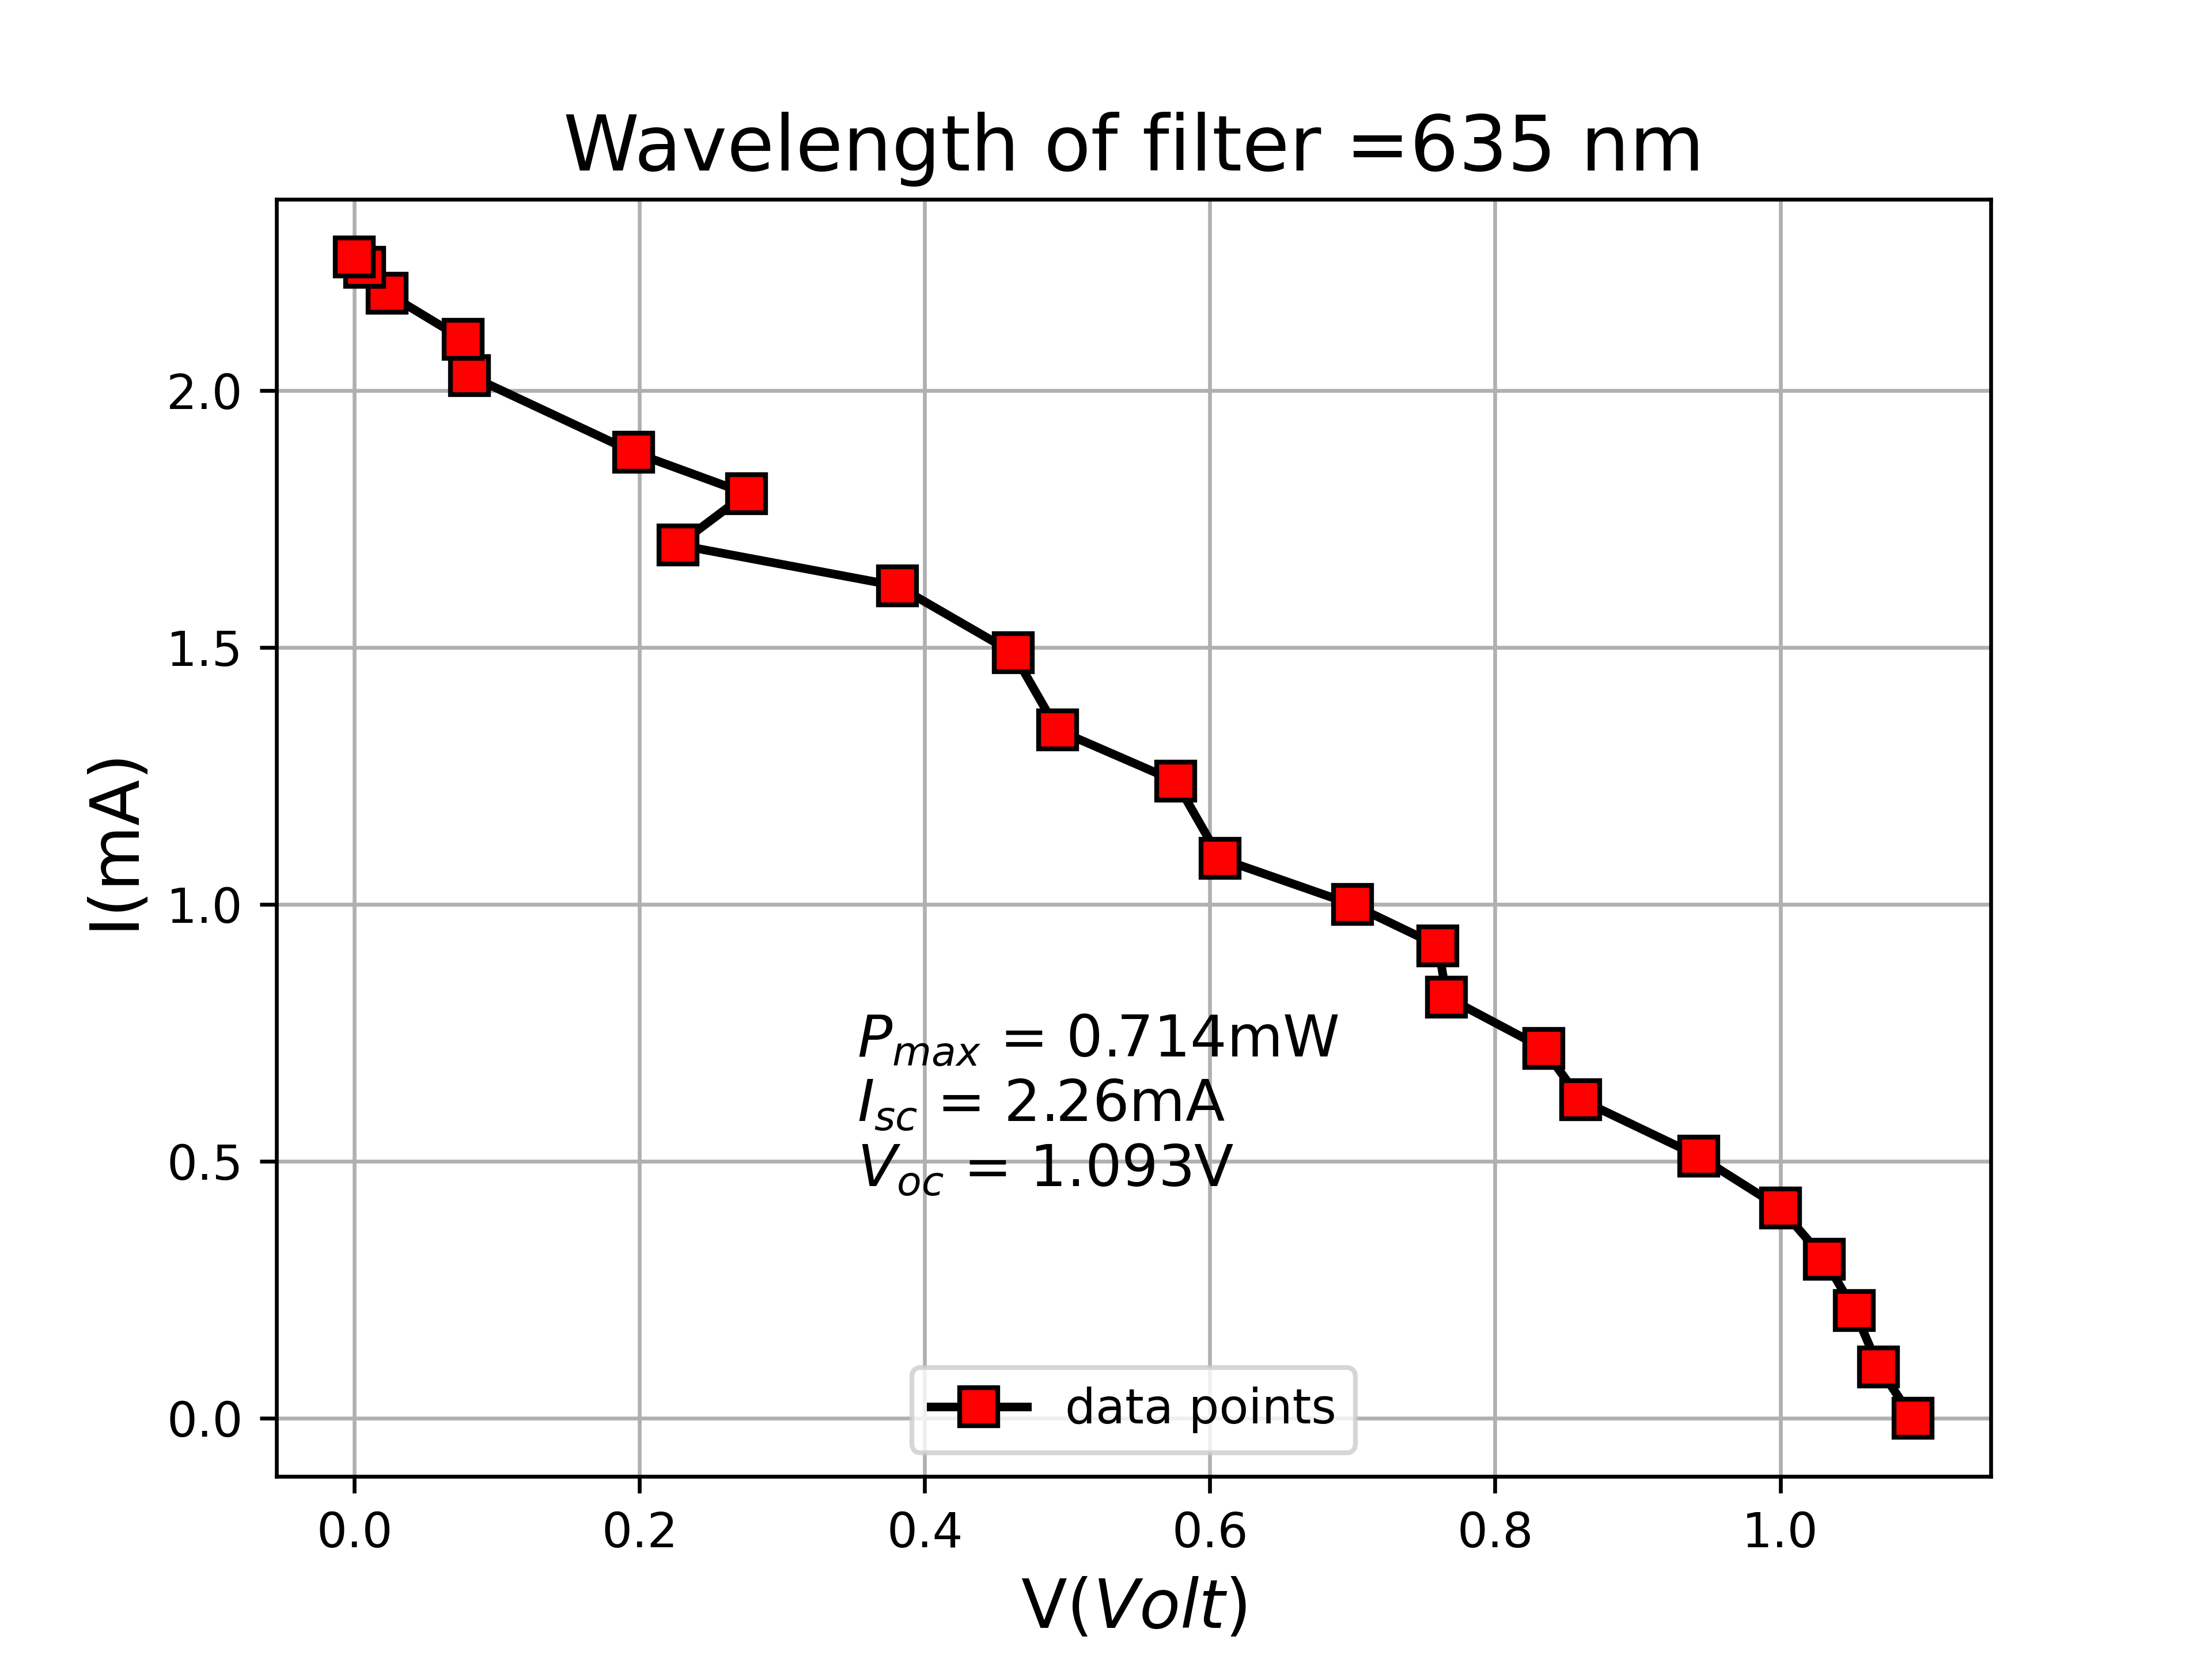 Wavelength of filter =635 nm
I(mA)
2.0
1.5
1.0
0.5
0.0
P_max = 0.714mW
I_sc = 2.26mA
V_oc = 1.093V
data points
0.0 0.2 0.4 0.6 0.8 1.0
V(Volt)